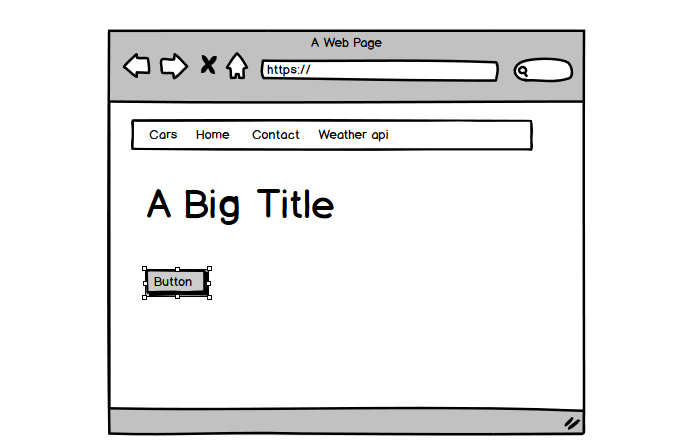 A Web Page
https://
Cars Home Contact Weather api
A Big Title
Button